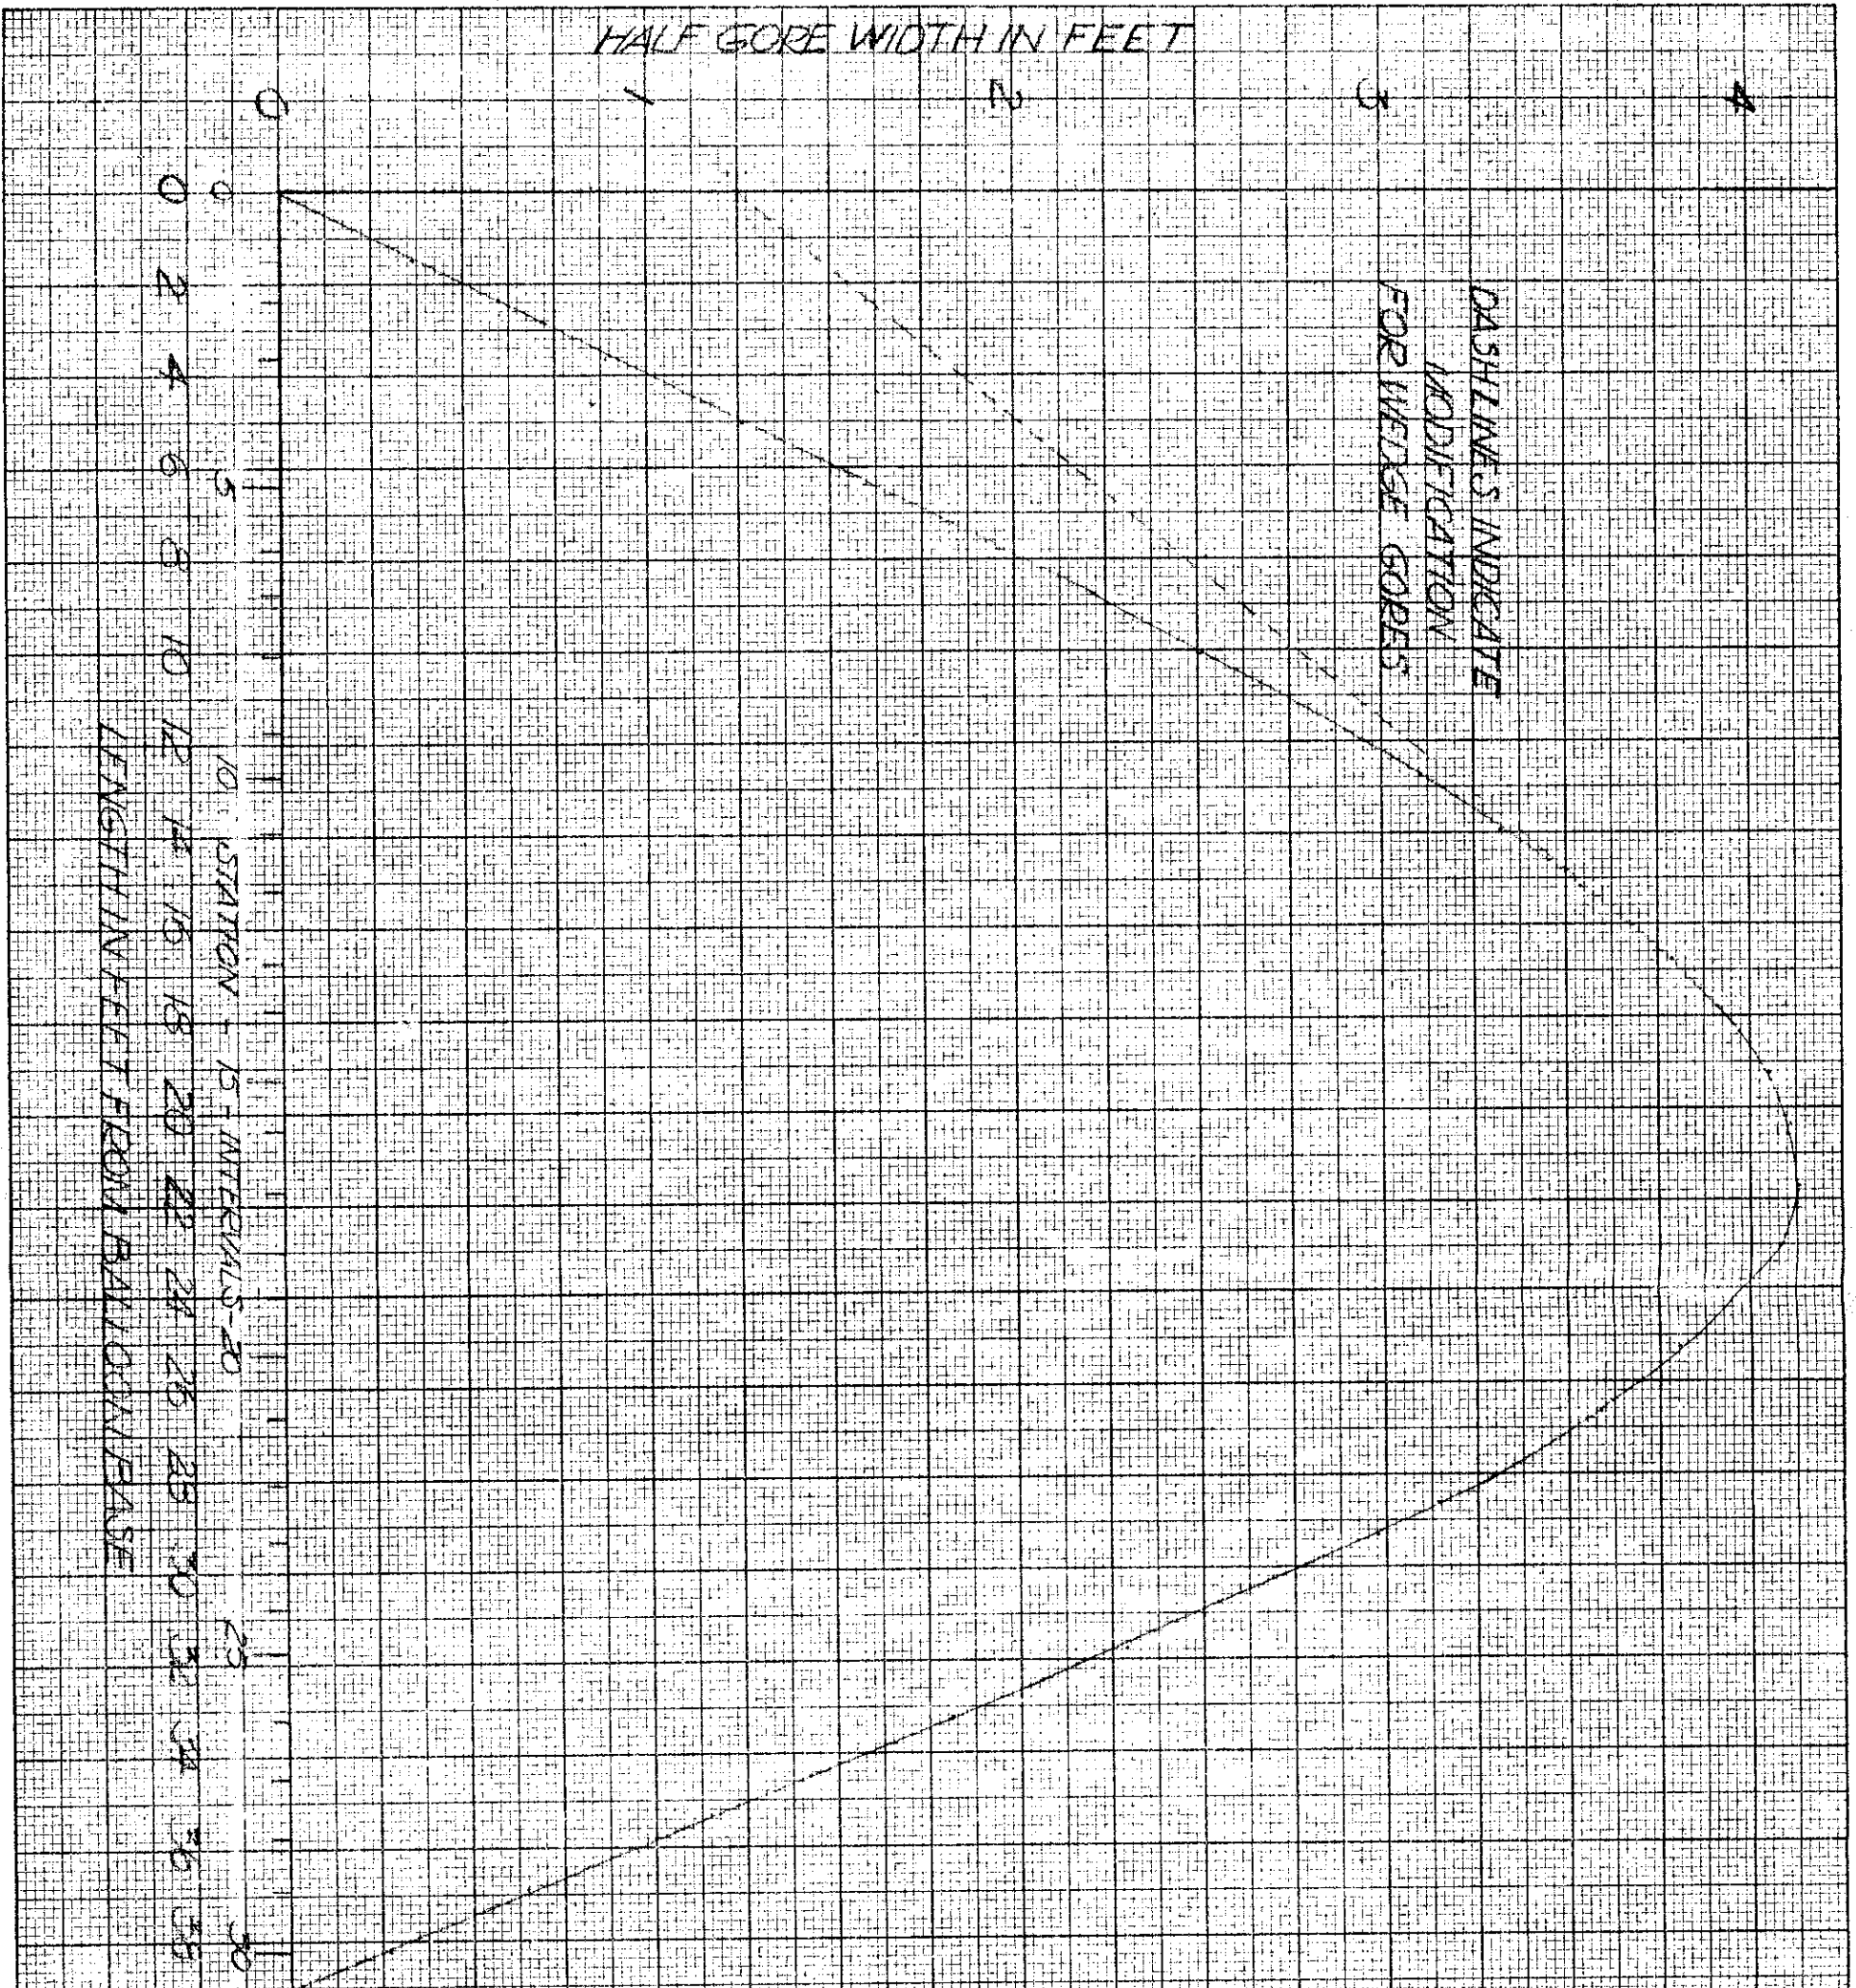 HALF GORE WIDTH IN FEET
0 1 2 3 4
DASH LINES INDICATE
MODIFICATION
FOR WEDGE GORES
0 5 10 STATION - 15 - INTERVALS - 20 25 30
0 2 4 6 8 10 12 14 16 18 20 22 24 26 28 30 32 34 36 38
LENGTH IN FEET FROM BALLOON BASE